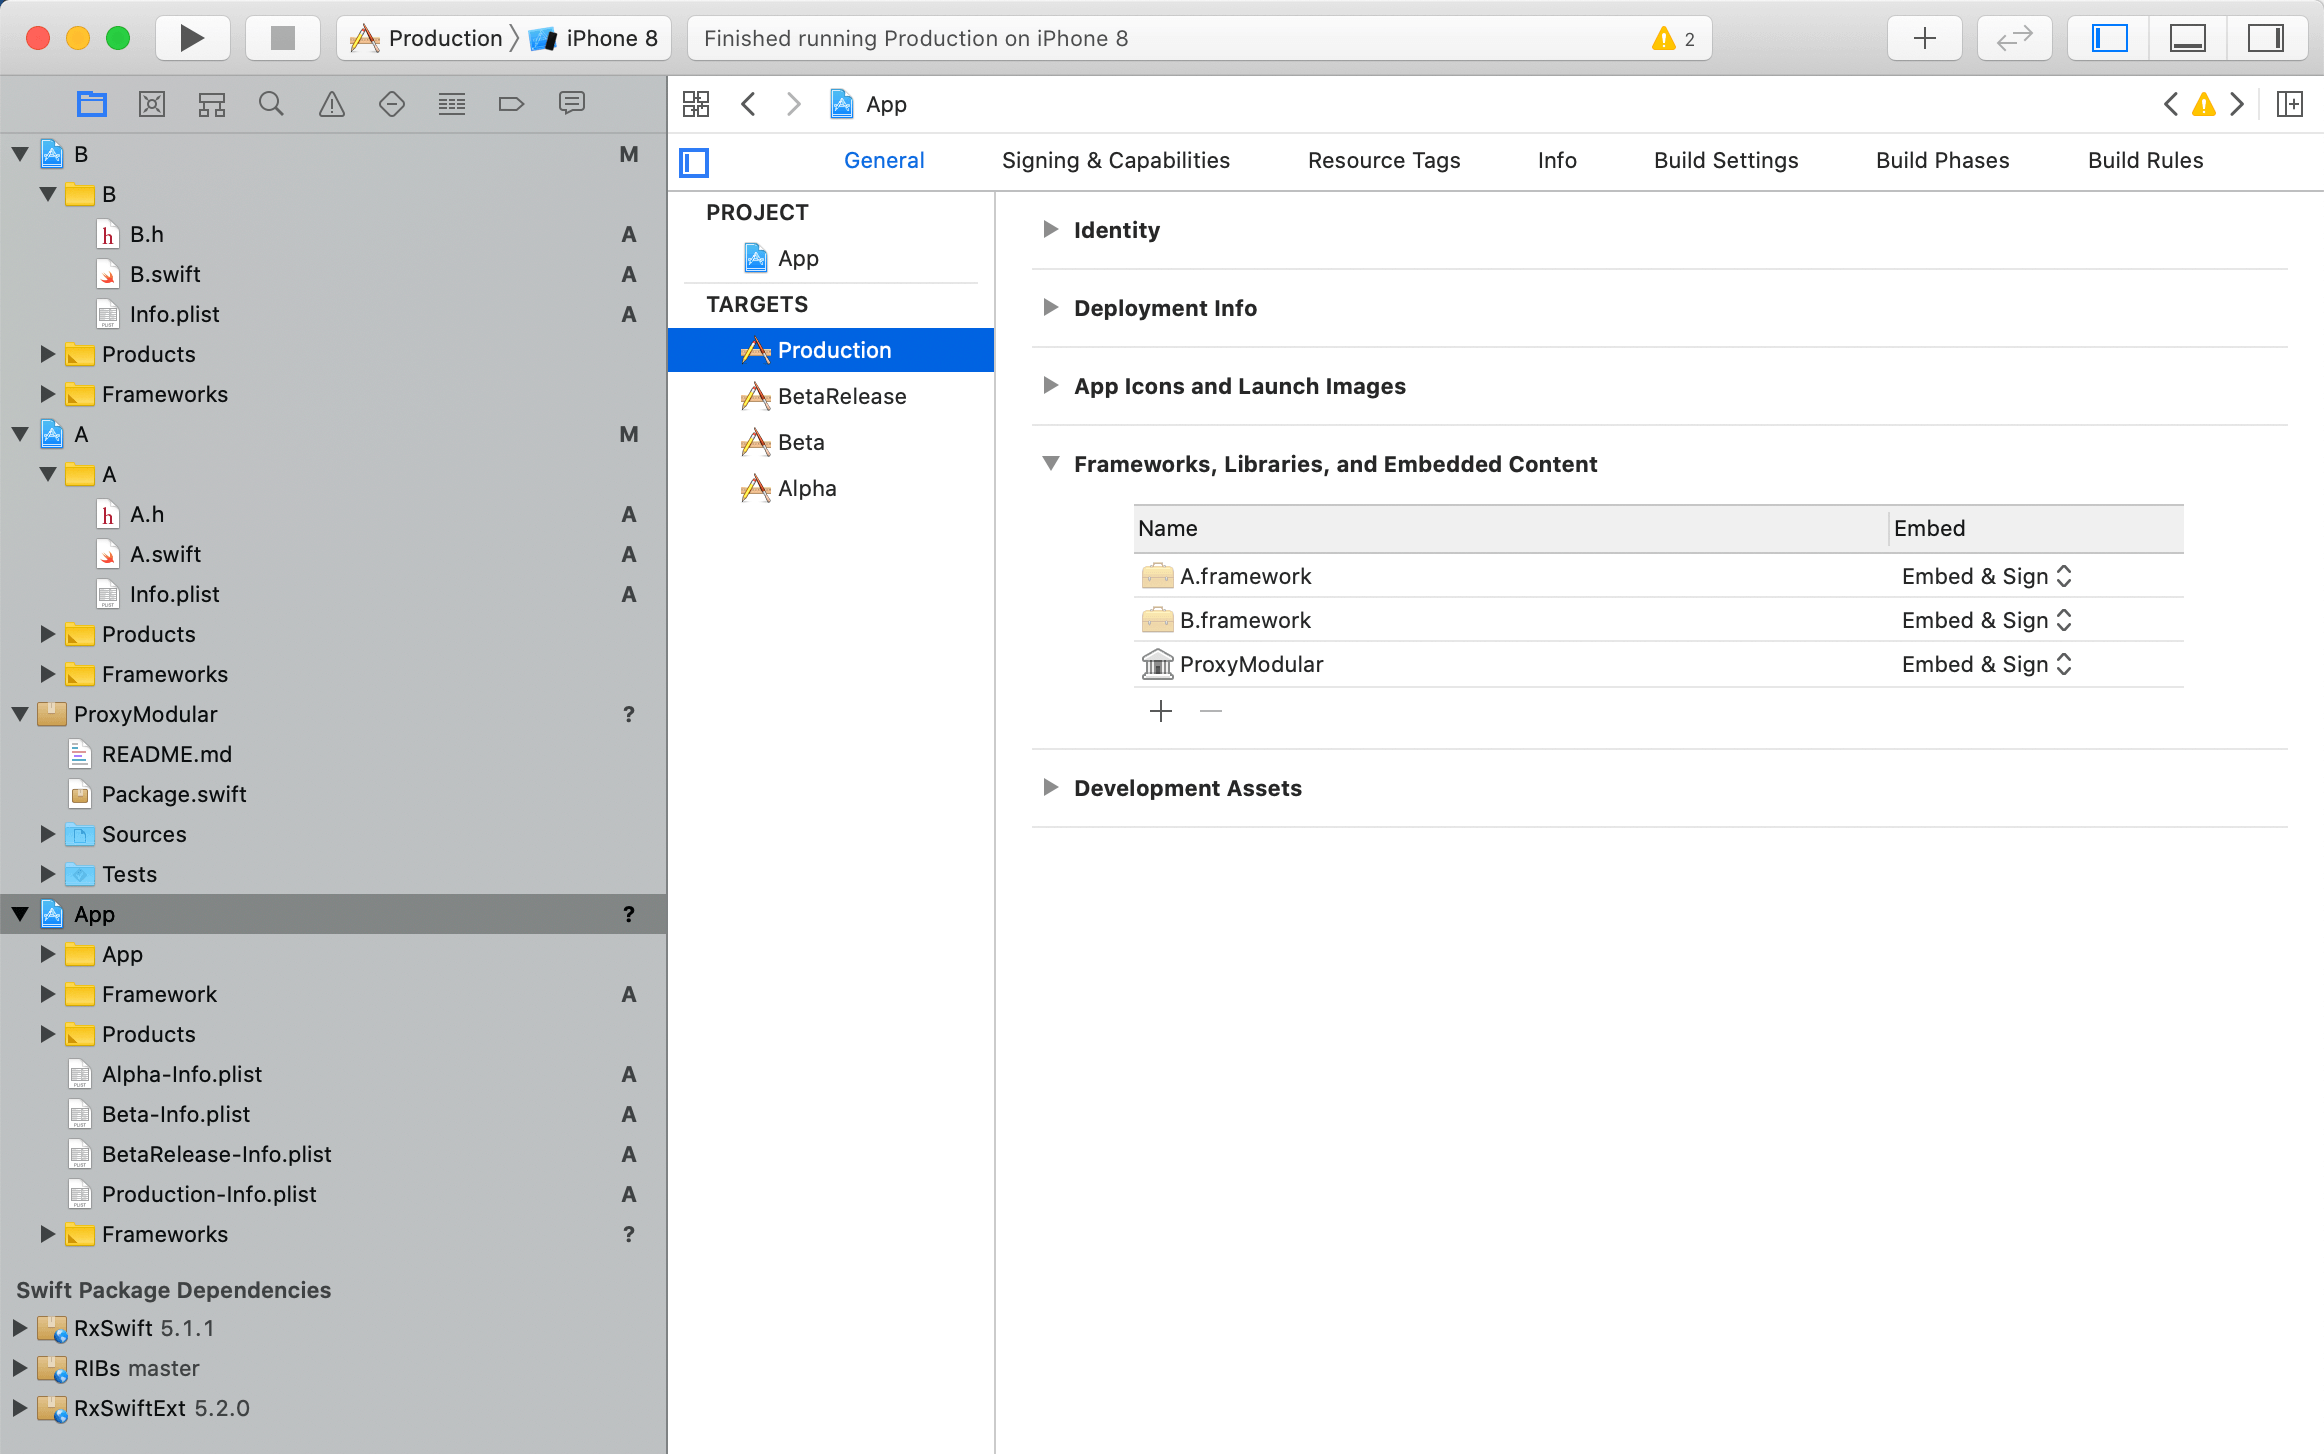 Production
iPhone 8
Finished running Production on iPhone 8
2
App
General
Signing & Capabilities
Resource Tags
Info
Build Settings
Build Phases
Build Rules
B M
B
B.h A
B.swift A
Info.plist A
Products
Frameworks
A M
A
A.h A
A.swift A
Info.plist A
Products
Frameworks
ProxyModular ?
README.md
Package.swift
Sources
Tests
App ?
App
Framework A
Products
Alpha-Info.plist A
Beta-Info.plist A
BetaRelease-Info.plist A
Production-Info.plist A
Frameworks ?
Swift Package Dependencies
RxSwift 5.1.1
RIBs master
RxSwiftExt 5.2.0
PROJECT
App
TARGETS
Production
BetaRelease
Beta
Alpha
Identity
Deployment Info
App Icons and Launch Images
Frameworks, Libraries, and Embedded Content
Name Embed
A.framework Embed & Sign
B.framework Embed & Sign
ProxyModular Embed & Sign
Development Assets